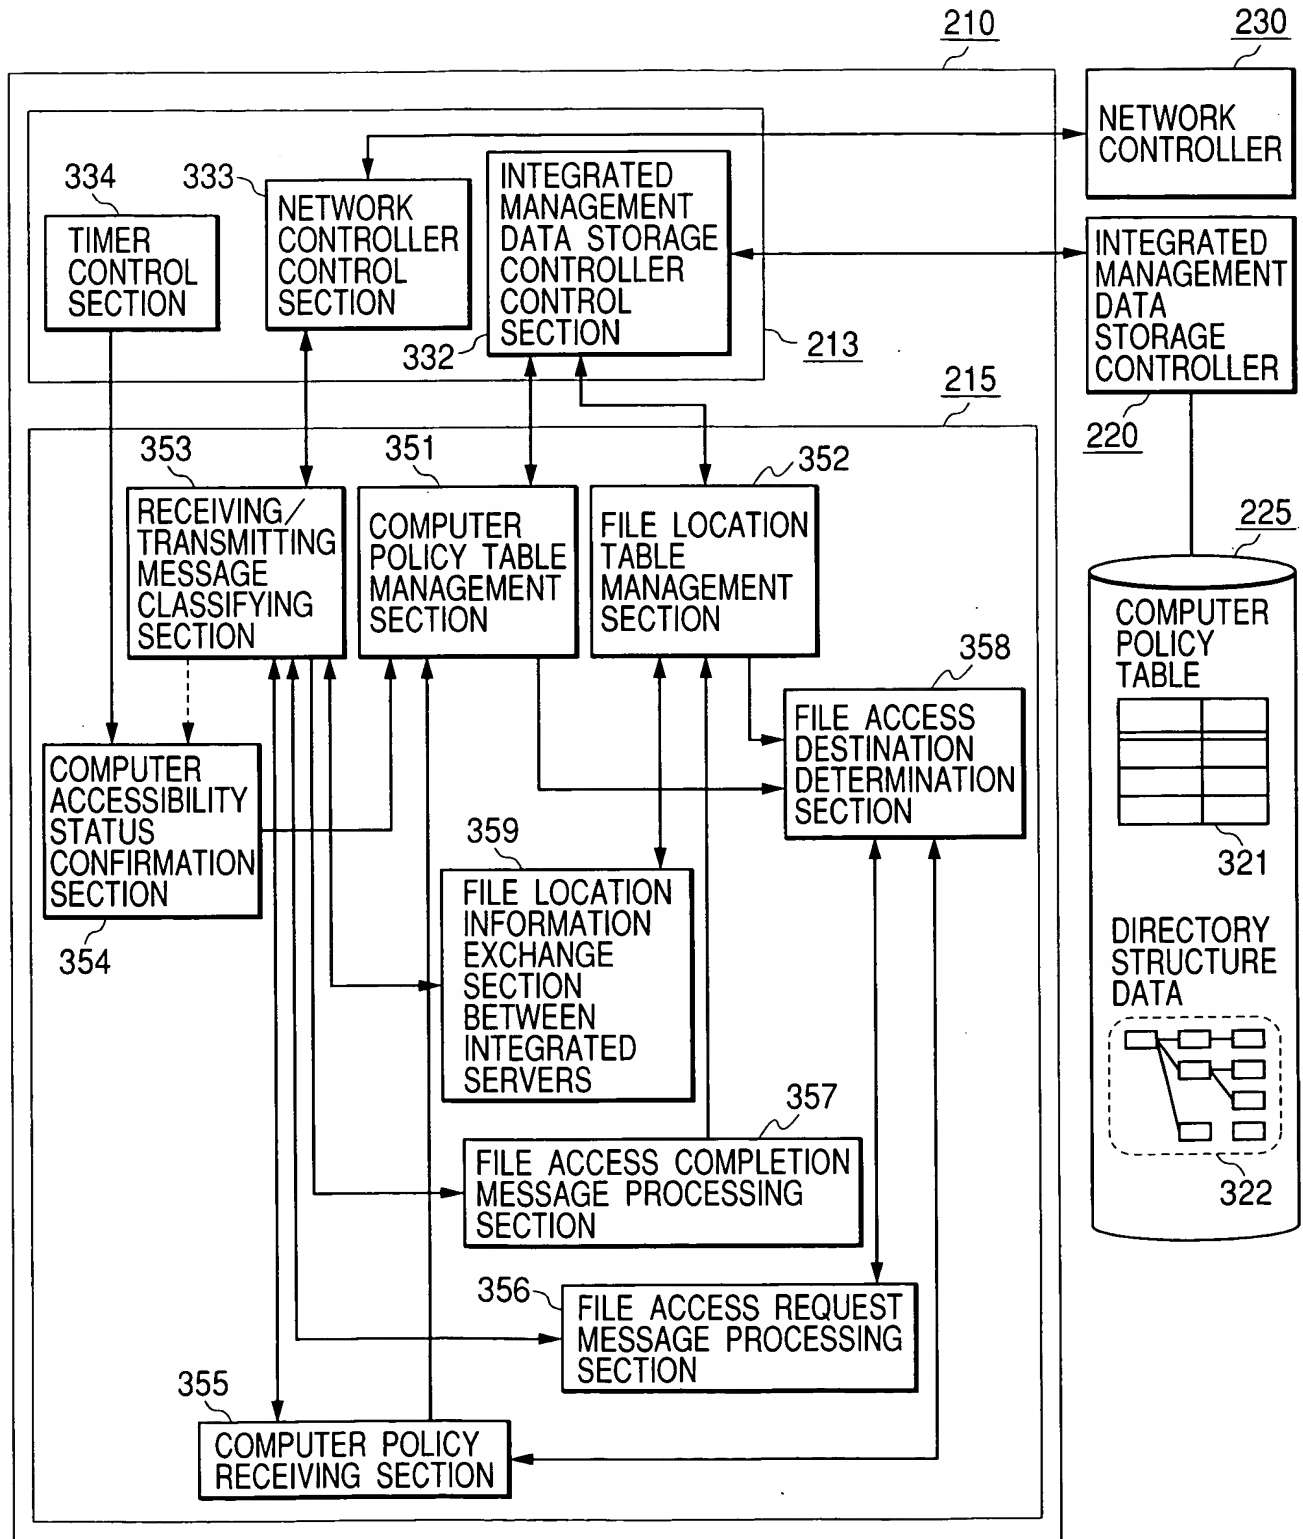 210
230
NETWORK
CONTROLLER
334
TIMER
CONTROL
SECTION
333
NETWORK
CONTROLLER
CONTROL
SECTION
INTEGRATED
MANAGEMENT
DATA STORAGE
CONTROLLER
CONTROL
SECTION
332
213
INTEGRATED
MANAGEMENT
DATA
STORAGE
CONTROLLER
220
215
353
RECEIVING/
TRANSMITTING
MESSAGE
CLASSIFYING
SECTION
351
COMPUTER
POLICY TABLE
MANAGEMENT
SECTION
352
FILE LOCATION
TABLE
MANAGEMENT
SECTION
225
COMPUTER
POLICY
TABLE
321
DIRECTORY
STRUCTURE
DATA
322
358
FILE ACCESS
DESTINATION
DETERMINATION
SECTION
COMPUTER
ACCESSIBILITY
STATUS
CONFIRMATION
SECTION
354
359
FILE LOCATION
INFORMATION
EXCHANGE
SECTION
BETWEEN
INTEGRATED
SERVERS
357
FILE ACCESS COMPLETION
MESSAGE PROCESSING
SECTION
356
FILE ACCESS REQUEST
MESSAGE PROCESSING
SECTION
355
COMPUTER POLICY
RECEIVING SECTION